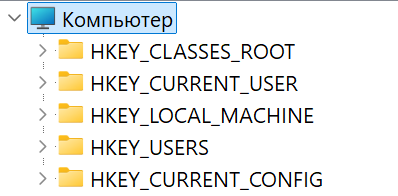 Компьютер
HKEY_CLASSES_ROOT
HKEY_CURRENT_USER
HKEY_LOCAL_MACHINE
HKEY_USERS
HKEY_CURRENT_CONFIG